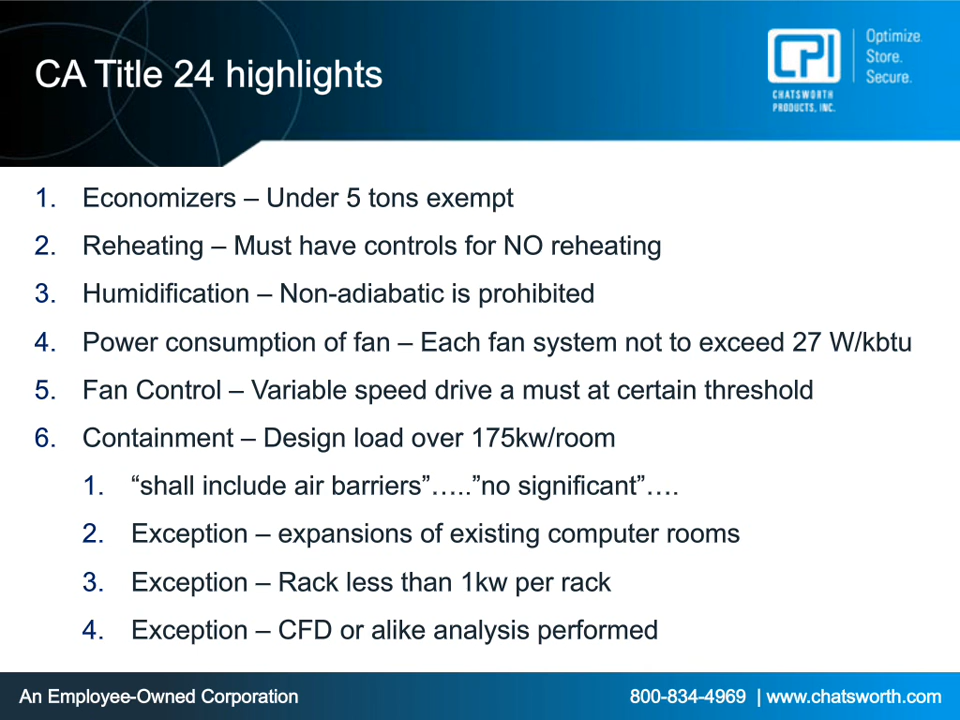 CA Title 24 highlights
CPI
CHATSWORTH
PRODUCTS, INC.
Optimize.
Store.
Secure.
1. Economizers – Under 5 tons exempt
2. Reheating – Must have controls for NO reheating
3. Humidification – Non-adiabatic is prohibited
4. Power consumption of fan – Each fan system not to exceed 27 W/kbtu
5. Fan Control – Variable speed drive a must at certain threshold
6. Containment – Design load over 175kw/room
1. “shall include air barriers”…..”no significant”….
2. Exception – expansions of existing computer rooms
3. Exception – Rack less than 1kw per rack
4. Exception – CFD or alike analysis performed
An Employee-Owned Corporation
800-834-4969 | www.chatsworth.com